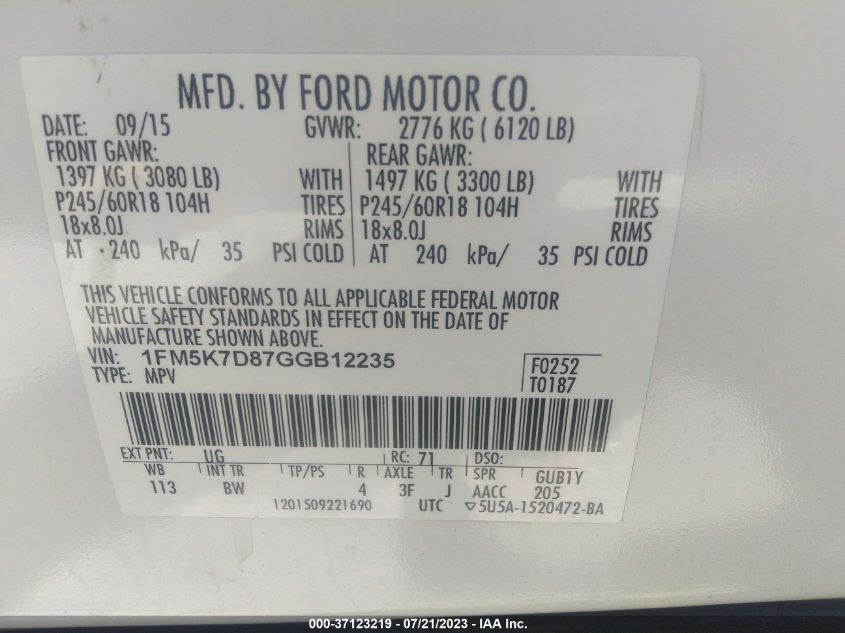 MFD. BY FORD MOTOR CO.
DATE: 09/15 GVWR: 2776 KG ( 6120 LB)
FRONT GAWR: REAR GAWR:
1397 KG ( 3080 LB) WITH 1497 KG ( 3300 LB) WITH
P245/60R18 104H TIRES P245/60R18 104H TIRES
18x8.0J RIMS 18x8.0J RIMS
AT 240 kPa/ 35 PSI COLD AT 240 kPa/ 35 PSI COLD
THIS VEHICLE CONFORMS TO ALL APPLICABLE FEDERAL MOTOR
VEHICLE SAFETY STANDARDS IN EFFECT ON THE DATE OF
MANUFACTURE SHOWN ABOVE.
VIN: 1FM5K7D87GGB12235 F0252
TYPE: MPV T0187
EXT PNT: UG RC: 71 DSO:
WB INT TR TP/PS R AXLE TR SPR GUB1Y
113 BW 4 3F J AACC 205
1201509221690 UTC ▽5U5A-1520472-BA
000-37123219 - 07/21/2023 - IAA Inc.